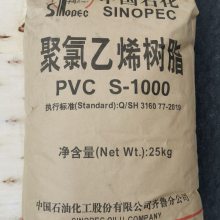 中国石化
SINOPEC
SINOPEC
聚氯乙烯树脂
PVC S-1000
执行标准(Standard):Q/SH 3160 77-2019
净含量(Net Wt.):25kg
中国石油化工股份有限公司齐鲁分公司
SINOPEC QILU COMPANY